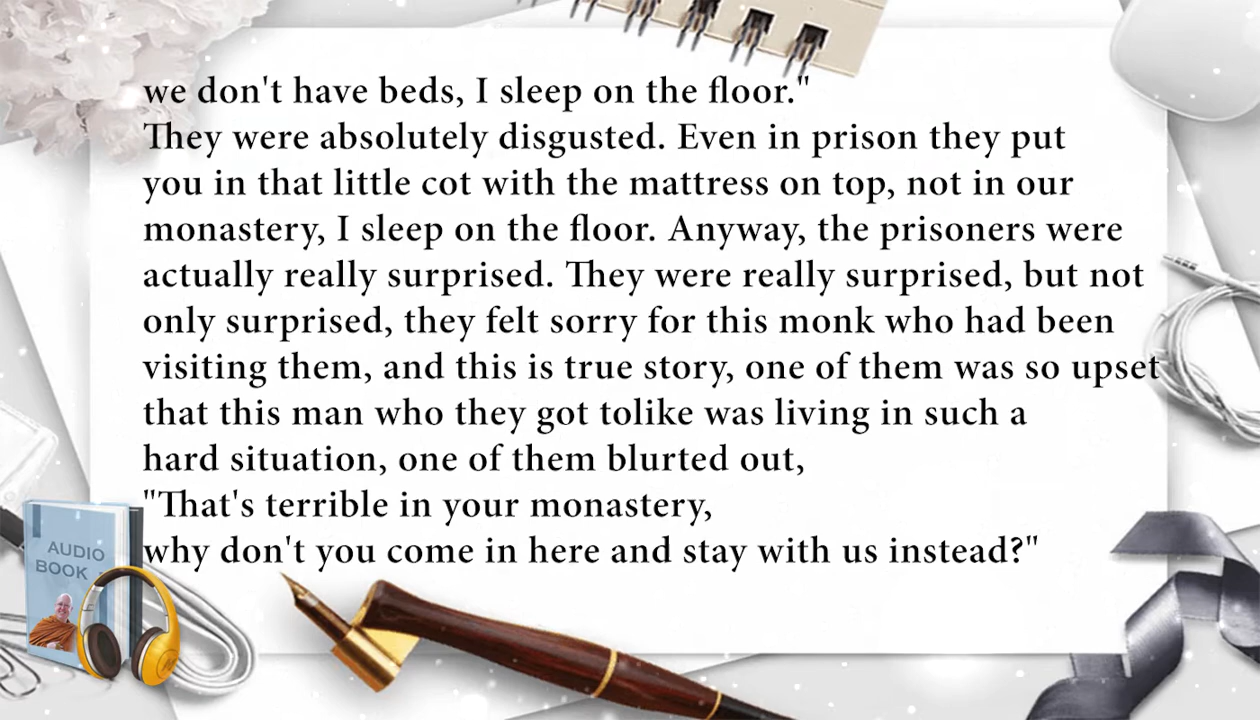 we don't have beds, I sleep on the floor."
They were absolutely disgusted. Even in prison they put
you in that little cot with the mattress on top, not in our
monastery, I sleep on the floor. Anyway, the prisoners were
actually really surprised. They were really surprised, but not
only surprised, they felt sorry for this monk who had been
visiting them, and this is true story, one of them was so upset
that this man who they got tolike was living in such a
hard situation, one of them blurted out,
"That's terrible in your monastery,
why don't you come in here and stay with us instead?"
AUDIO
BOOK